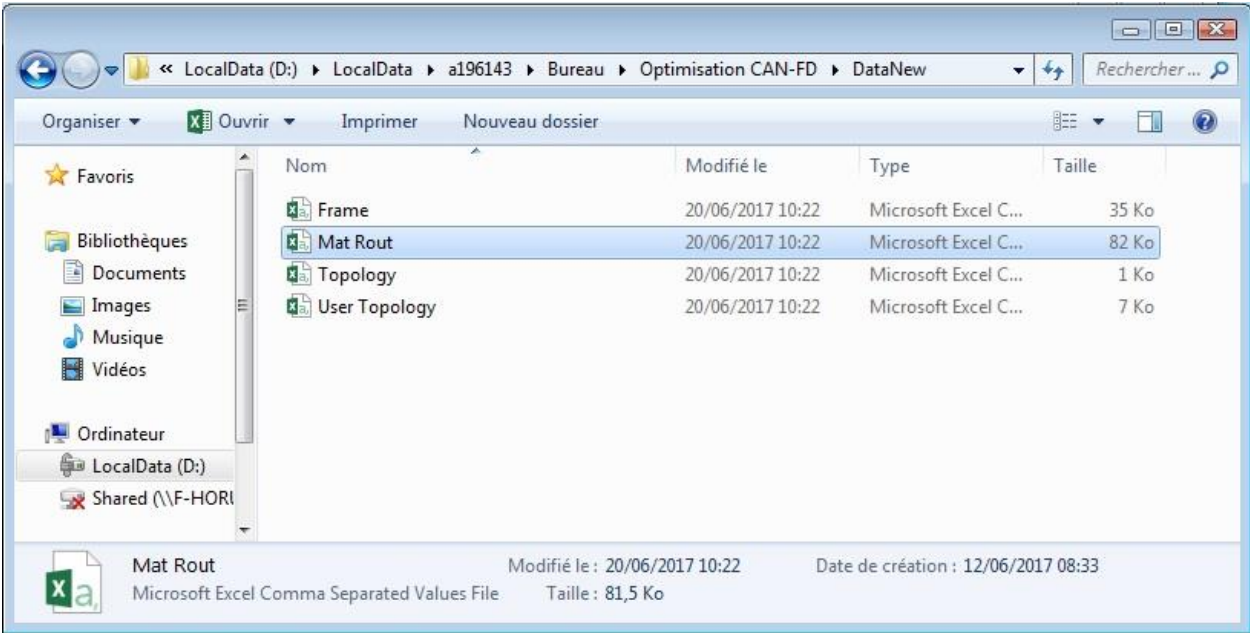 « LocalData (D:) ▸ LocalData ▸ a196143 ▸ Bureau ▸ Optimisation CAN-FD ▸ DataNew Rechercher ...
Organiser Ouvrir Imprimer Nouveau dossier
Favoris
Bibliothèques
Documents
Images
Musique
Vidéos
Ordinateur
LocalData (D:)
Shared (\\F-HORU
Nom Modifié le Type Taille
Frame 20/06/2017 10:22 Microsoft Excel C... 35 Ko
Mat Rout 20/06/2017 10:22 Microsoft Excel C... 82 Ko
Topology 20/06/2017 10:22 Microsoft Excel C... 1 Ko
User Topology 20/06/2017 10:22 Microsoft Excel C... 7 Ko
Mat Rout Modifié le : 20/06/2017 10:22 Date de création : 12/06/2017 08:33
Microsoft Excel Comma Separated Values File Taille : 81,5 Ko